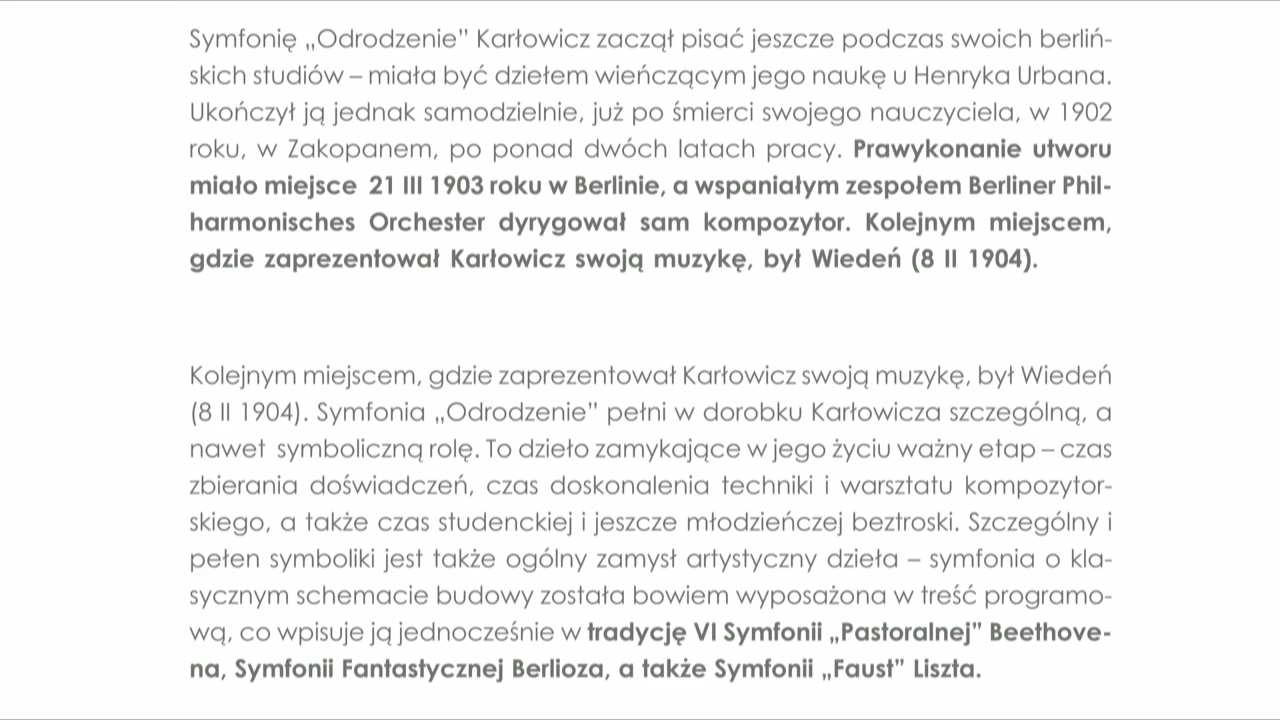 Symfonię „Odrodzenie” Karłowicz zaczął pisać jeszcze podczas swoich berliń-
skich studiów – miała być dziełem wieńczącym jego naukę u Henryka Urbana.
Ukończył ją jednak samodzielnie, już po śmierci swojego nauczyciela, w 1902
roku, w Zakopanem, po ponad dwóch latach pracy. Prawykonanie utworu
miało miejsce 21 III 1903 roku w Berlinie, a wspaniałym zespołem Berliner Phil-
harmonisches Orchester dyrygował sam kompozytor. Kolejnym miejscem,
gdzie zaprezentował Karłowicz swoją muzykę, był Wiedeń (8 II 1904).
Kolejnym miejscem, gdzie zaprezentował Karłowicz swoją muzykę, był Wiedeń
(8 II 1904). Symfonia „Odrodzenie” pełni w dorobku Karłowicza szczególną, a
nawet symboliczną rolę. To dzieło zamykające w jego życiu ważny etap – czas
zbierania doświadczeń, czas doskonalenia techniki i warsztatu kompozytor-
skiego, a także czas studenckiej i jeszcze młodzieńczej beztroski. Szczególny i
pełen symboliki jest także ogólny zamysł artystyczny dzieła – symfonia o kla-
sycznym schemacie budowy została bowiem wyposażona w treść programo-
wą, co wpisuje ją jednocześnie w tradycję VI Symfonii „Pastoralnej” Beethove-
na, Symfonii Fantastycznej Berlioza, a także Symfonii „Faust” Liszta.